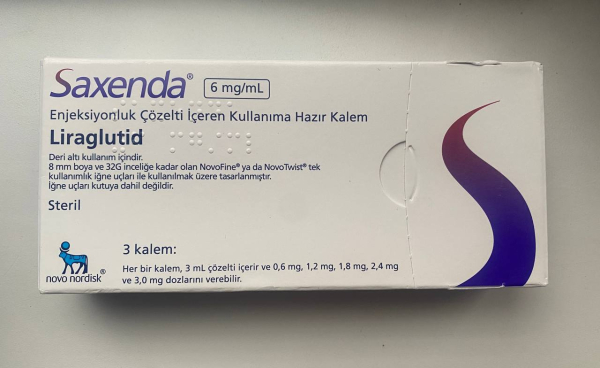 Saxenda®
6 mg/mL
Enjeksiyonluk Çözelti İçeren Kullanıma Hazır Kalem
Liraglutid
Deri altı kullanım içindir.
8 mm boya ve 32G inceliğe kadar olan NovoFine® ya da NovoTwist® tek
kullanımlık iğne uçları ile kullanılmak üzere tasarlanmıştır.
İğne uçları kutuya dahil değildir.
Steril
3 kalem:
Her bir kalem, 3 mL çözelti içerir ve 0,6 mg, 1,2 mg, 1,8 mg, 2,4 mg
ve 3,0 mg dozlarını verebilir.
novo nordisk®